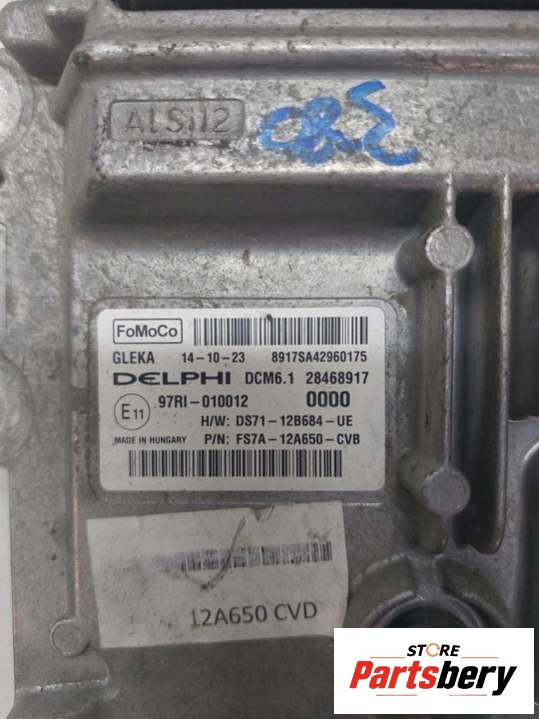 AlSi12
FoMoCo
GLEKA 14-10-23 8917SA42960175
DELPHI DCM6.1 28468917
E11 97RI-010012 0000
H/W: DS71-12B684-UE
MADE IN HUNGARY P/N: FS7A-12A650-CVB
12A650 CVD
STORE
Partsbery